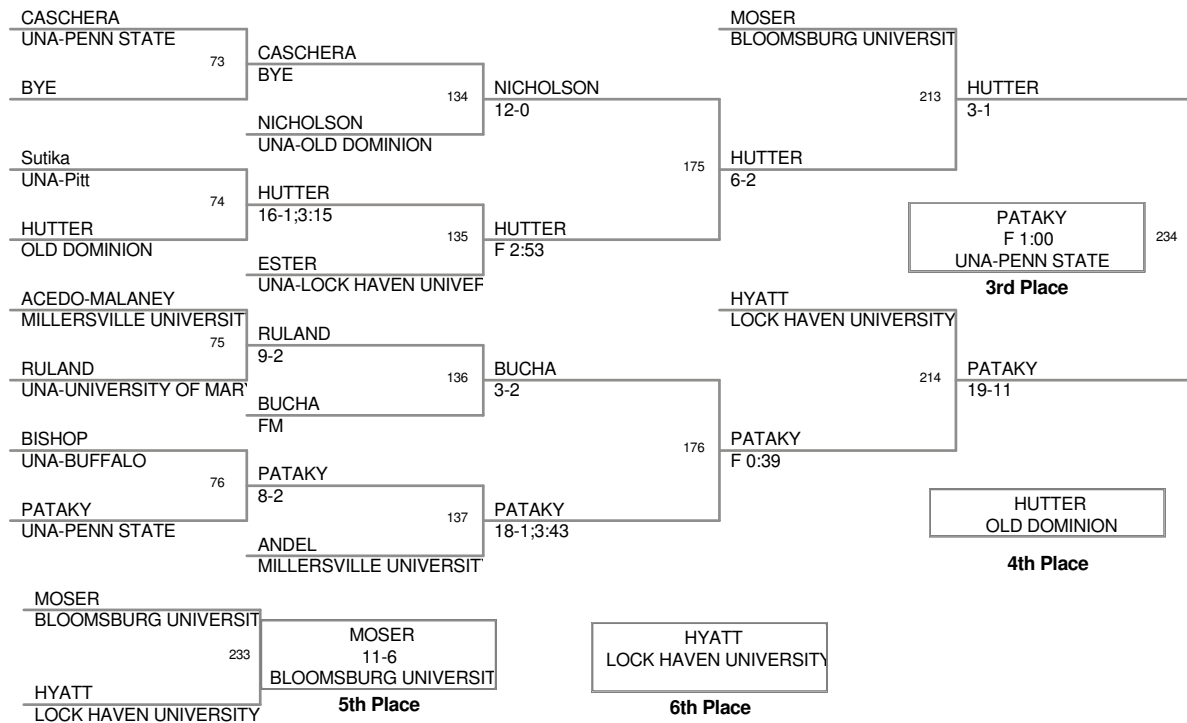 CASCHERA
UNA-PENN STATE
73
BYE
CASCHERA
BYE
134
NICHOLSON
UNA-OLD DOMINION
NICHOLSON
12-0
Sutika
UNA-Pitt
74
HUTTER
OLD DOMINION
HUTTER
16-1;3:15
135
ESTER
UNA-LOCK HAVEN UNIVER
HUTTER
F 2:53
175
HUTTER
6-2
MOSER
BLOOMSBURG UNIVERSIT
213
HUTTER
3-1
PATAKY
F 1:00
UNA-PENN STATE
234
3rd Place
ACEDO-MALANEY
MILLERSVILLE UNIVERSIT
75
RULAND
UNA-UNIVERSITY OF MARY
RULAND
9-2
136
BUCHA
FM
BUCHA
3-2
BISHOP
UNA-BUFFALO
76
PATAKY
UNA-PENN STATE
PATAKY
8-2
137
ANDEL
MILLERSVILLE UNIVERSIT
PATAKY
18-1;3:43
176
PATAKY
F 0:39
HYATT
LOCK HAVEN UNIVERSITY
214
PATAKY
19-11
HUTTER
OLD DOMINION
4th Place
MOSER
BLOOMSBURG UNIVERSIT
233
HYATT
LOCK HAVEN UNIVERSITY
MOSER
11-6
BLOOMSBURG UNIVERSIT
5th Place
HYATT
LOCK HAVEN UNIVERSITY
6th Place